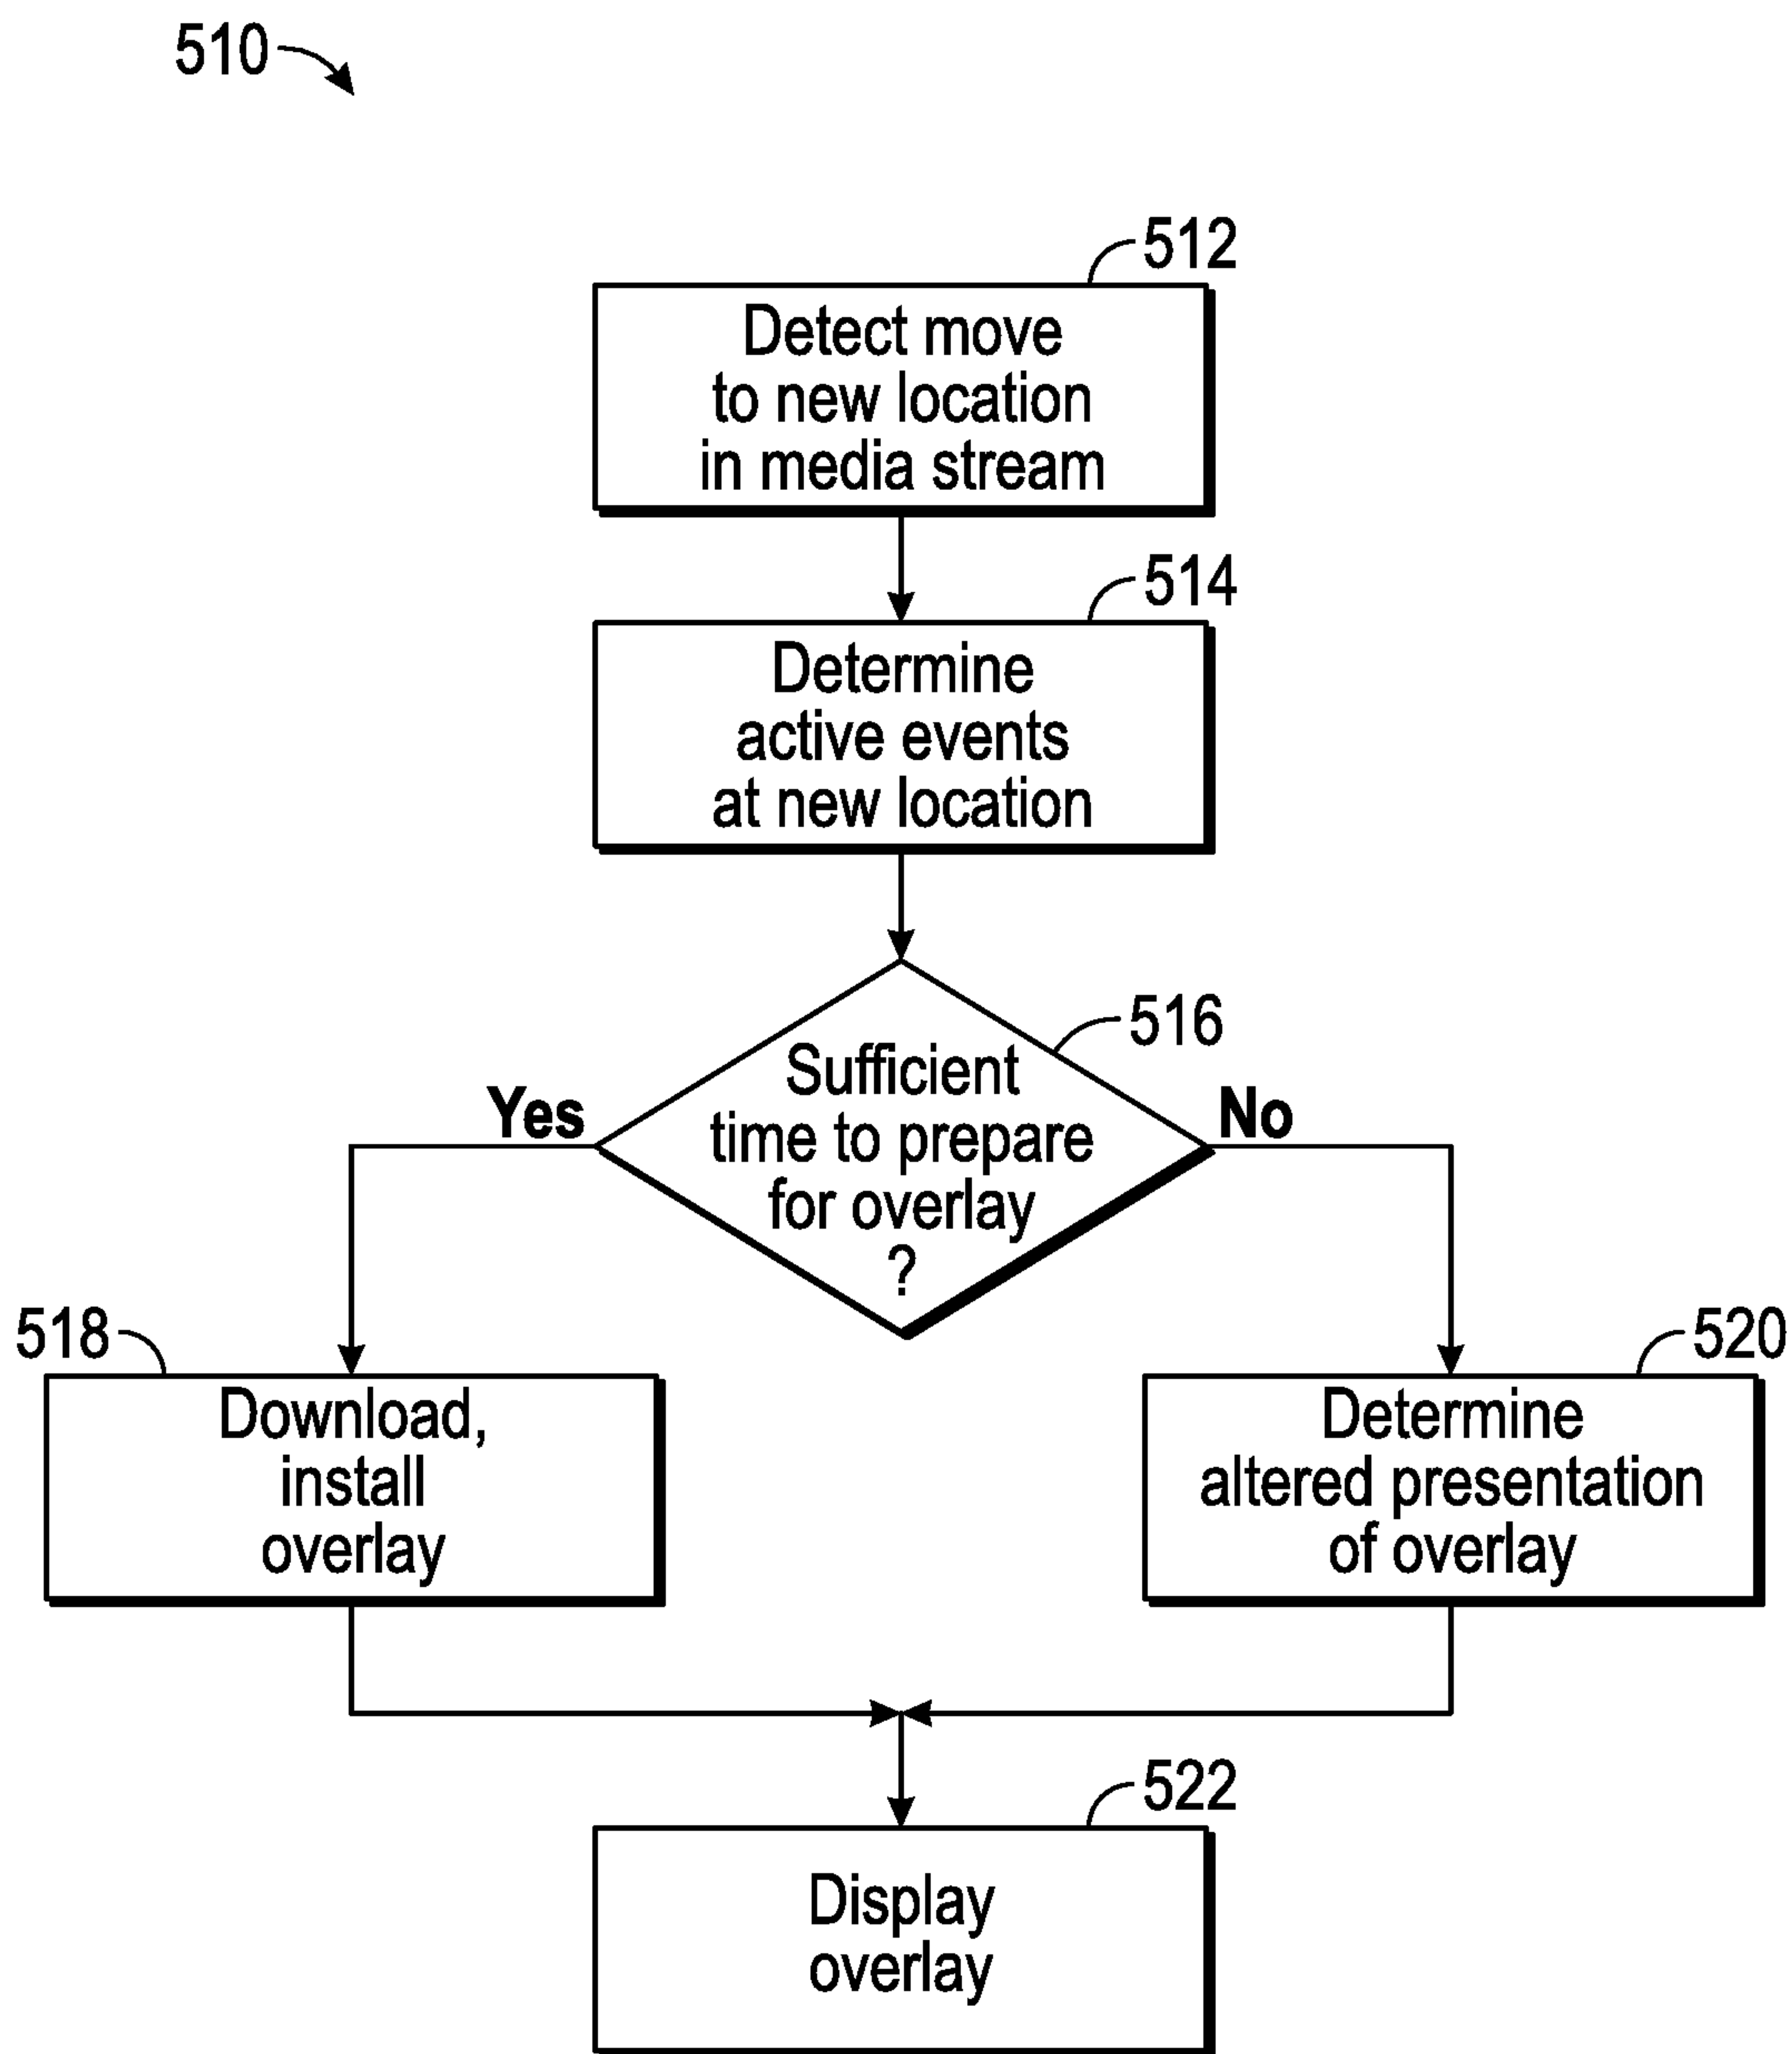 510
512
Detect move
to new location
in media stream
514
Determine
active events
at new location
516
Sufficient
time to prepare
for overlay
?
Yes
No
518
Download,
install
overlay
520
Determine
altered presentation
of overlay
522
Display
overlay